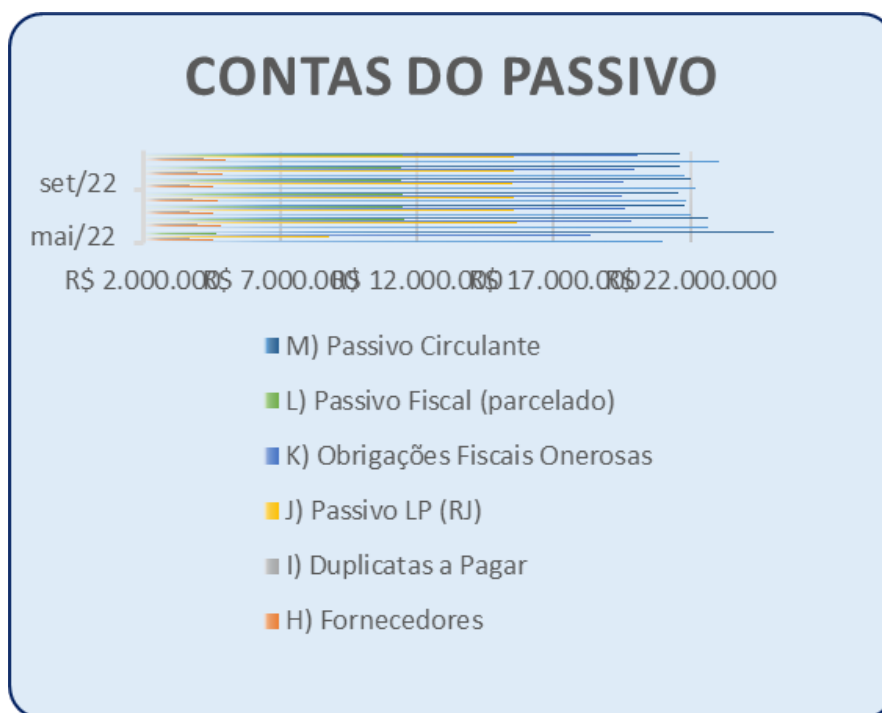 CONTAS DO PASSIVO
set/22
mai/22
R$ 2.000.000 R$ 7.000.000 R$ 12.000.000 R$ 17.000.000 R$ 22.000.000
M) Passivo Circulante
L) Passivo Fiscal (parcelado)
K) Obrigações Fiscais Onerosas
J) Passivo LP (RJ)
I) Duplicatas a Pagar
H) Fornecedores